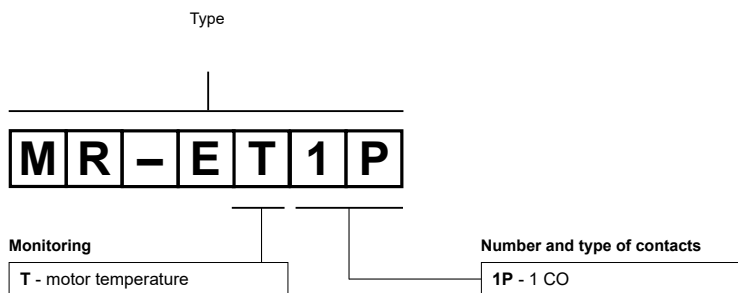 Type
MR–ET1P
Monitoring
Number and type of contacts
T - motor temperature
1P - 1 CO